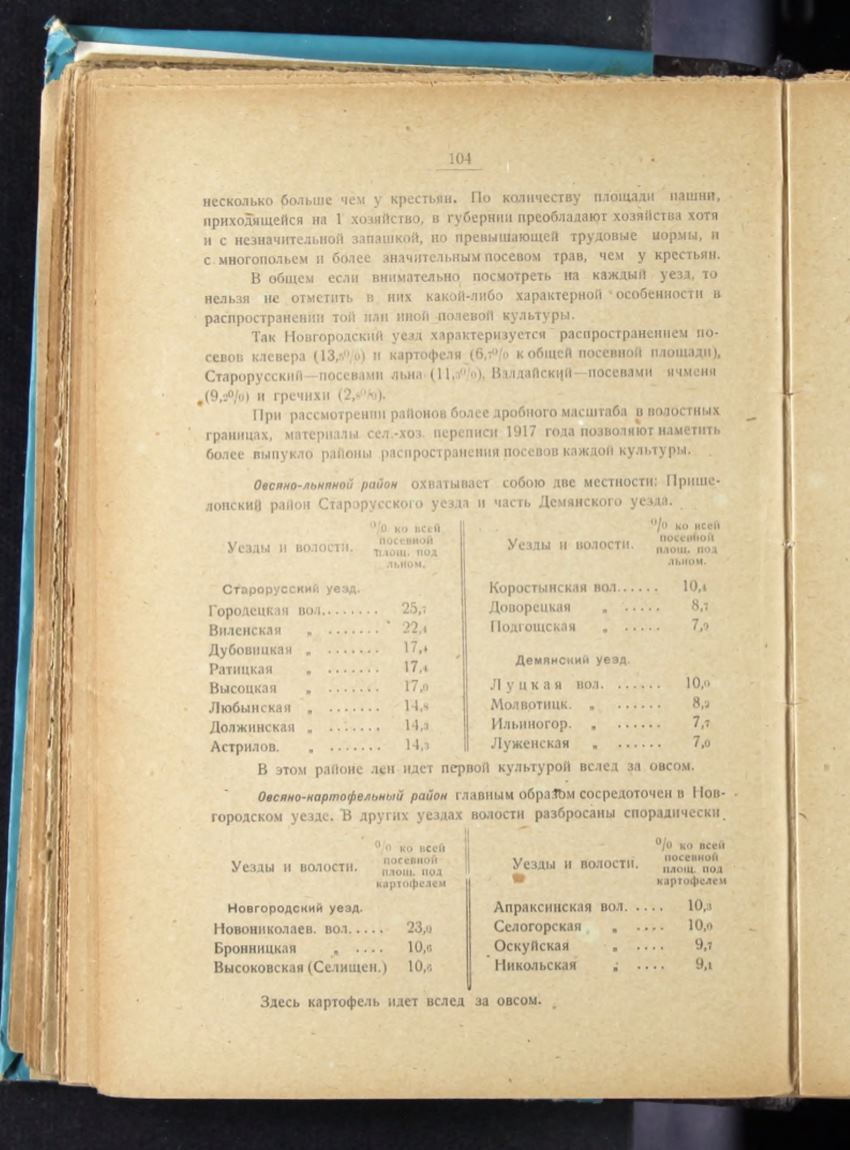 104
несколько больше чем у крестьян. По количеству площади пашни,
приходящейся на 1 хозяйство, в губернии преобладают хозяйства хотя
и с незначительной запашкой, но превышающей трудовые нормы, и
с многопольем и более значительным посевом трав, чем у крестьян.
В общем если внимательно посмотреть на каждый уезд, то
нельзя не отметить в них какой-либо характерной особенности в
распространении той или иной полевой культуры.
Так Новгородский уезд характеризуется распространением по-
севов клевера (13,5%) и картофеля (6,7% к общей посевной площади),
Старорусский—посевами льна (11,3%), Валдайский—посевами ячменя
(9,2%) и гречихи (2,8%).
При рассмотрении районов более дробного масштаба в волостных
границах, материалы сел.-хоз. переписи 1917 года позволяют наметить
более выпукло районы распространения посевов каждой культуры.
Овсяно-льняной район охватывает собою две местности: Прише-
лонский район Старорусского уезда и часть Демянского уезда.
Уезды и волости. % ко всей посевной площ. под льном.
Старорусский уезд.
Городецкая вол. . . . . . . . 25,7
Виленская „ . . . . . . . 22,4
Дубовицкая „ . . . . . . . 17,4
Ратицкая „ . . . . . . . 17,4
Высоцкая „ . . . . . . . 17,0
Любынская „ . . . . . . . 14,8
Должинская „ . . . . . . . 14,3
Астрилов. „ . . . . . . . 14,3
Уезды и волости. % ко всей посевной площ. под льном.
Коростынская вол. . . . . . 10,4
Доворецкая „ . . . . . 8,7
Подгощская „ . . . . . 7,9
Демянский уезд.
Луцкая вол. . . . . . . 10,0
Молвотицк. „ . . . . . . 8,2
Ильиногор. „ . . . . . . 7,7
Луженская „ . . . . . . 7,0
В этом районе лен идет первой культурой вслед за овсом.
Овсяно-картофельный район главным образом сосредоточен в Нов-
городском уезде. В других уездах волости разбросаны спорадически.
Уезды и волости. % ко всей посевной площ. под картофелем
Новгородский уезд.
Новониколаев. вол. . . . . 23,0
Бронницкая „ . . . . 10,6
Высоковская (Селищен.) 10,6
Уезды и волости. % ко всей посевной площ. под картофелем
Апраксинская вол. . . . . 10,3
Селогорская „ . . . . 10,0
Оскуйская „ . . . . 9,7
Никольская „ . . . . 9,1
Здесь картофель идет вслед за овсом.